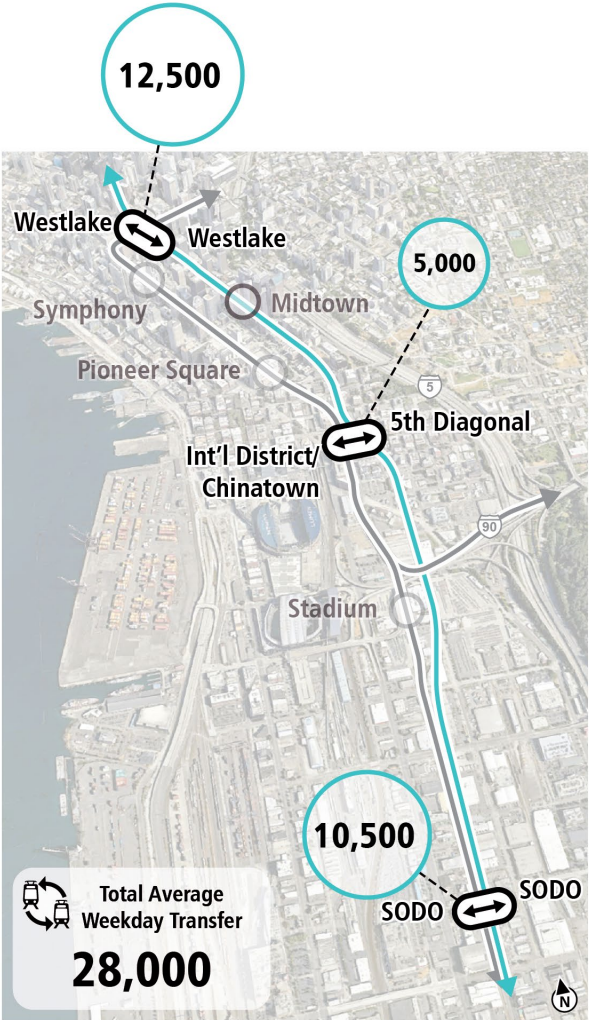 12,500
Westlake
Westlake
5,000
Symphony
Midtown
Pioneer Square
5
5th Diagonal
Int'l District/
Chinatown
90
Stadium
10,500
SODO
SODO
Total Average
Weekday Transfer
28,000
N